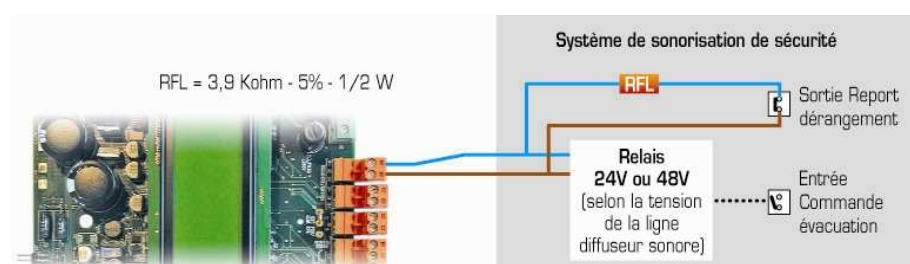 Système de sonorisation de sécurité
RFL = 3,9 Kohm - 5% - 1/2 W
RFL
Sortie Report
dérangement
Relais
24V ou 48V
(selon la tension
de la ligne
diffuseur sonore)
Entrée
Commande
évacuation